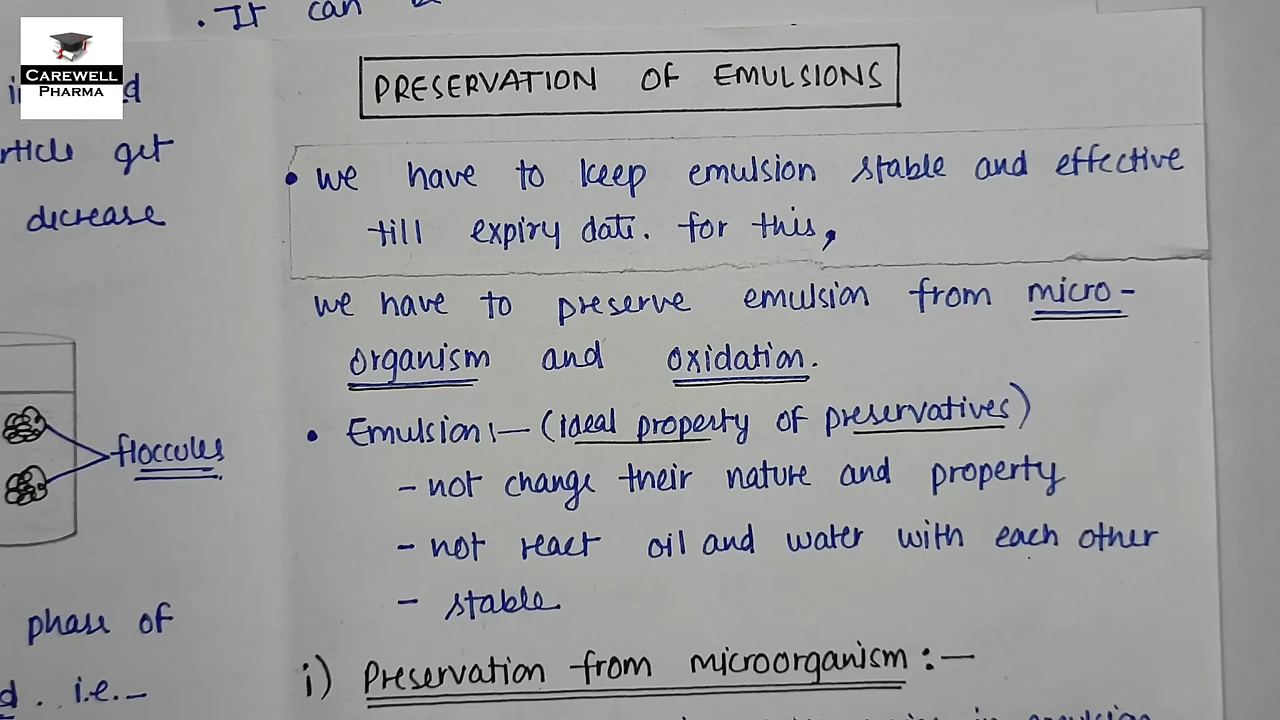 . It can
CAREWELL
PHARMA
get
decrease
floccules
phase of
i.e.-
PRESERVATION OF EMULSIONS
• we have to keep emulsion stable and effective
till expiry date. for this,
we have to preserve emulsion from micro-
organism and oxidation.
• Emulsion:- (ideal property of preservatives)
- not change their nature and property
- not react oil and water with each other
- stable
i) Preservation from microorganism:-